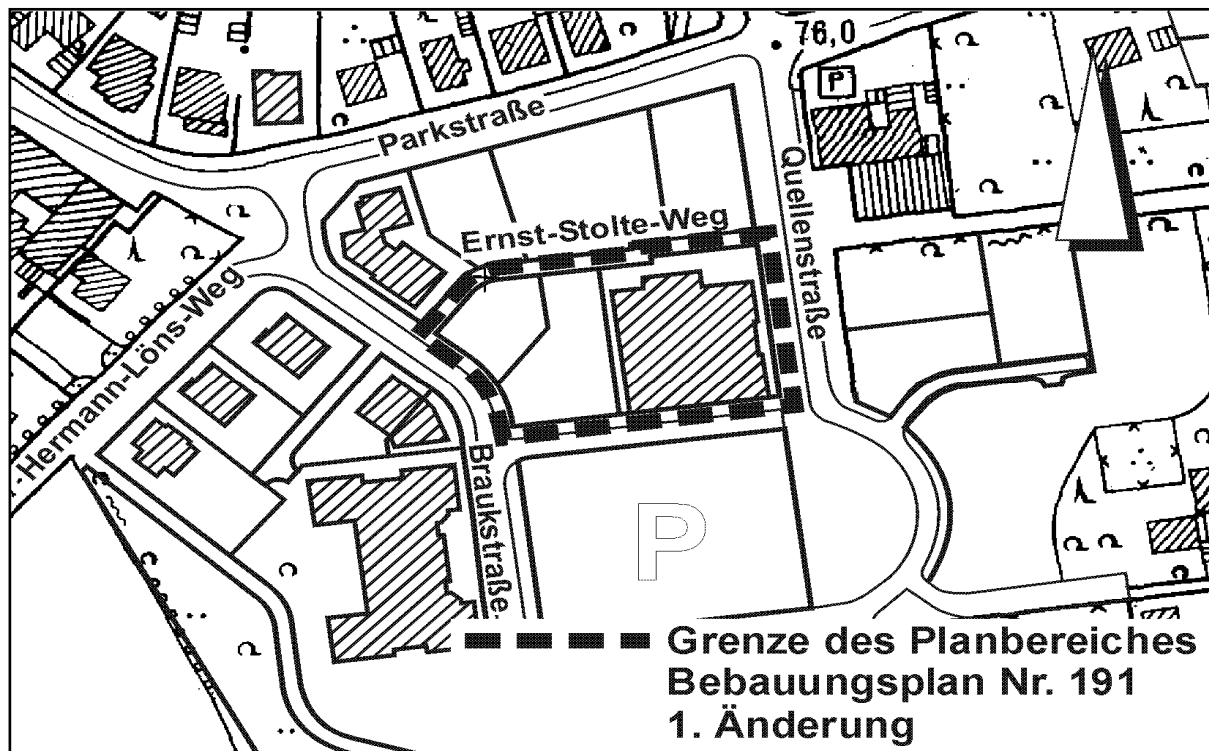 76,0
P
Parkstraße
Quellenstraße
Ernst-Stolte-Weg
-Hermann-Löns-Weg
Braukstraße
P
Grenze des Planbereiches
Bebauungsplan Nr. 191
1. Änderung